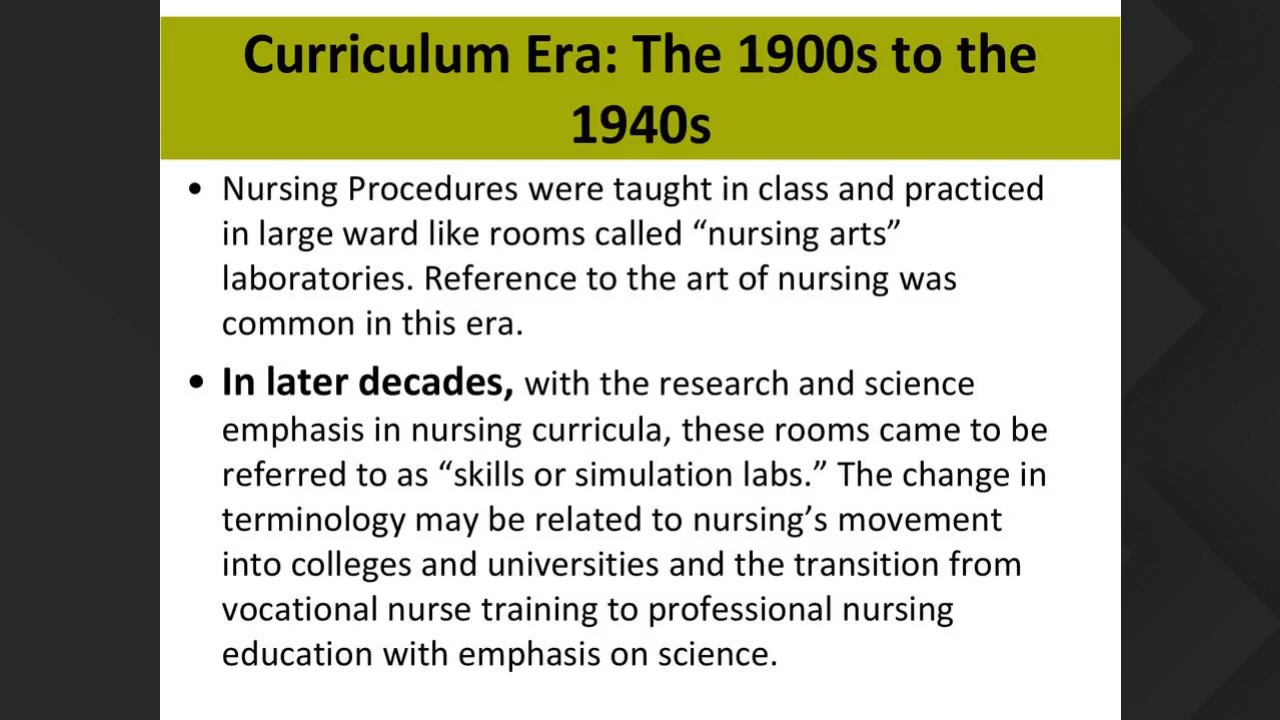 Curriculum Era: The 1900s to the
1940s
• Nursing Procedures were taught in class and practiced
in large ward like rooms called “nursing arts”
laboratories. Reference to the art of nursing was
common in this era.
• In later decades, with the research and science
emphasis in nursing curricula, these rooms came to be
referred to as “skills or simulation labs.” The change in
terminology may be related to nursing’s movement
into colleges and universities and the transition from
vocational nurse training to professional nursing
education with emphasis on science.